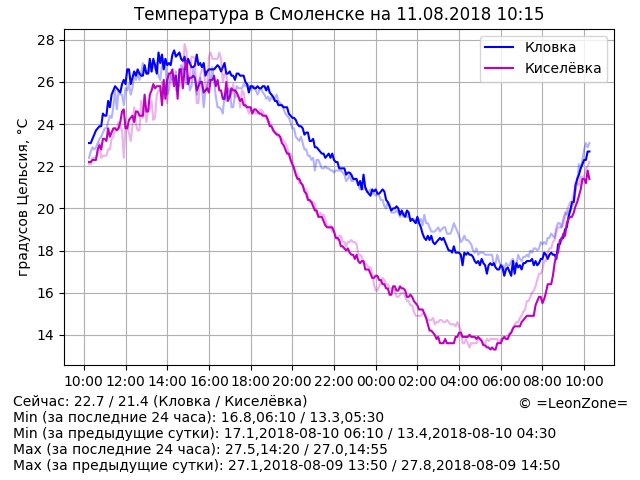 Температура в Смоленске на 11.08.2018 10:15
Кловка
Киселёвка
градусов Цельсия, °C
28
26
24
22
20
18
16
14
10:00 12:00 14:00 16:00 18:00 20:00 22:00 00:00 02:00 04:00 06:00 08:00 10:00
Сейчас: 22.7 / 21.4 (Кловка / Киселёвка)
© =LeonZone=
Min (за последние 24 часа): 16.8,06:10 / 13.3,05:30
Min (за предыдущие сутки): 17.1,2018-08-10 06:10 / 13.4,2018-08-10 04:30
Max (за последние 24 часа): 27.5,14:20 / 27.0,14:55
Max (за предыдущие сутки): 27.1,2018-08-09 13:50 / 27.8,2018-08-09 14:50